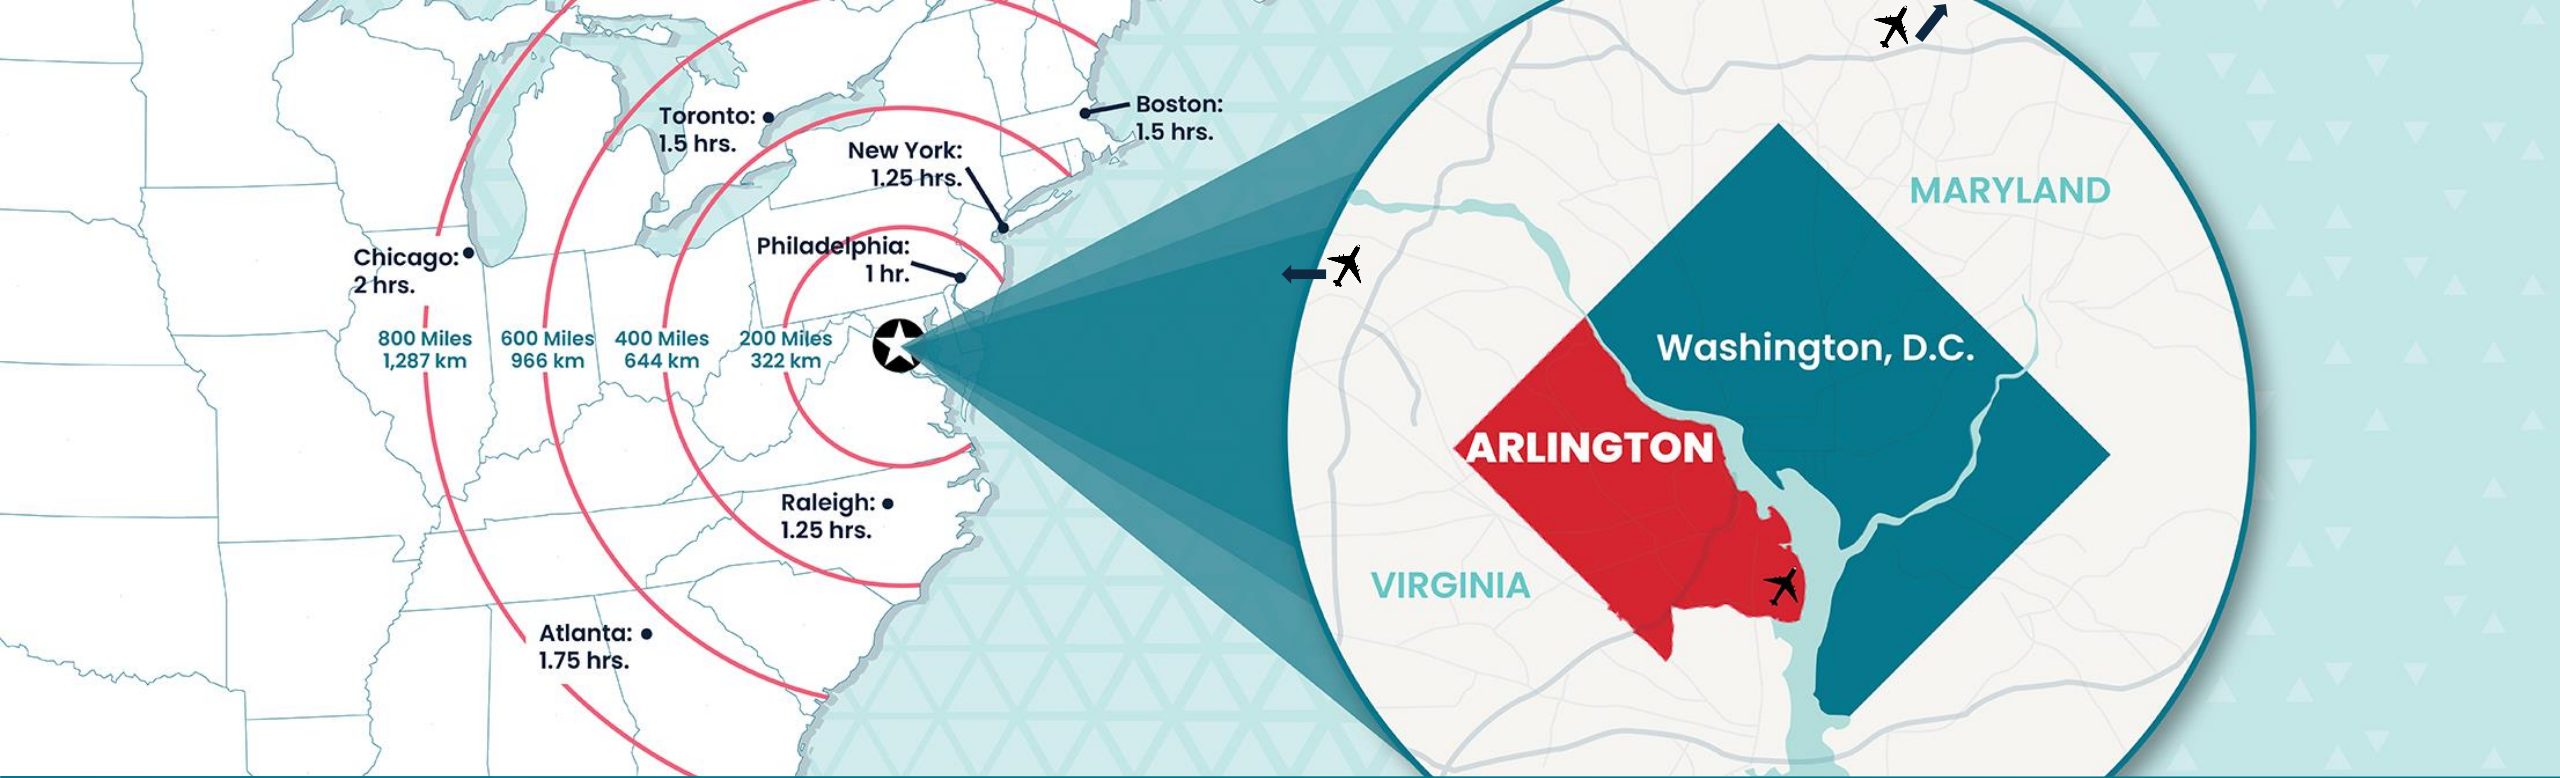 Toronto:
1.5 hrs.
Boston:
1.5 hrs.
New York:
1.25 hrs.
Philadelphia:
1 hr.
Chicago:
2 hrs.
800 Miles
1,287 km
600 Miles
966 km
400 Miles
644 km
200 Miles
322 km
Raleigh:
1.25 hrs.
Atlanta:
1.75 hrs.
MARYLAND
Washington, D.C.
ARLINGTON
VIRGINIA